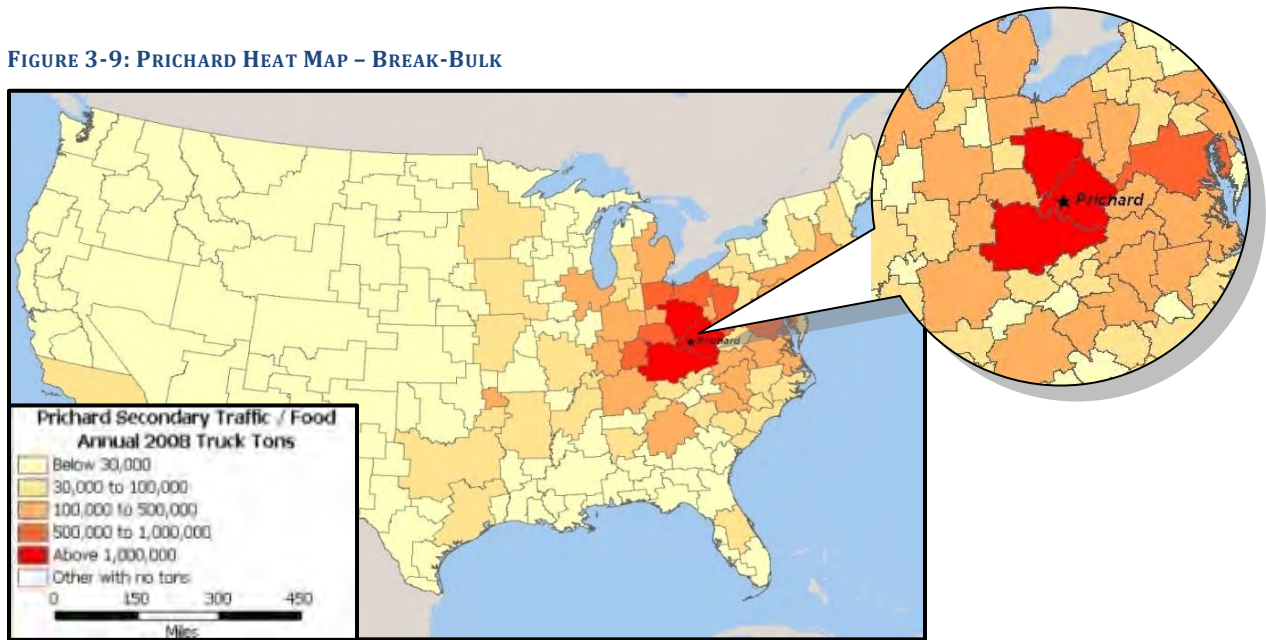 FIGURE 3-9: PRICHARD HEAT MAP – BREAK-BULK
Prichard
Prichard
Prichard Secondary Traffic / Food
Annual 2008 Truck Tons
Below 30,000
30,000 to 100,000
100,000 to 500,000
500,000 to 1,000,000
Above 1,000,000
Other with no tons
0 150 300 450
Miles